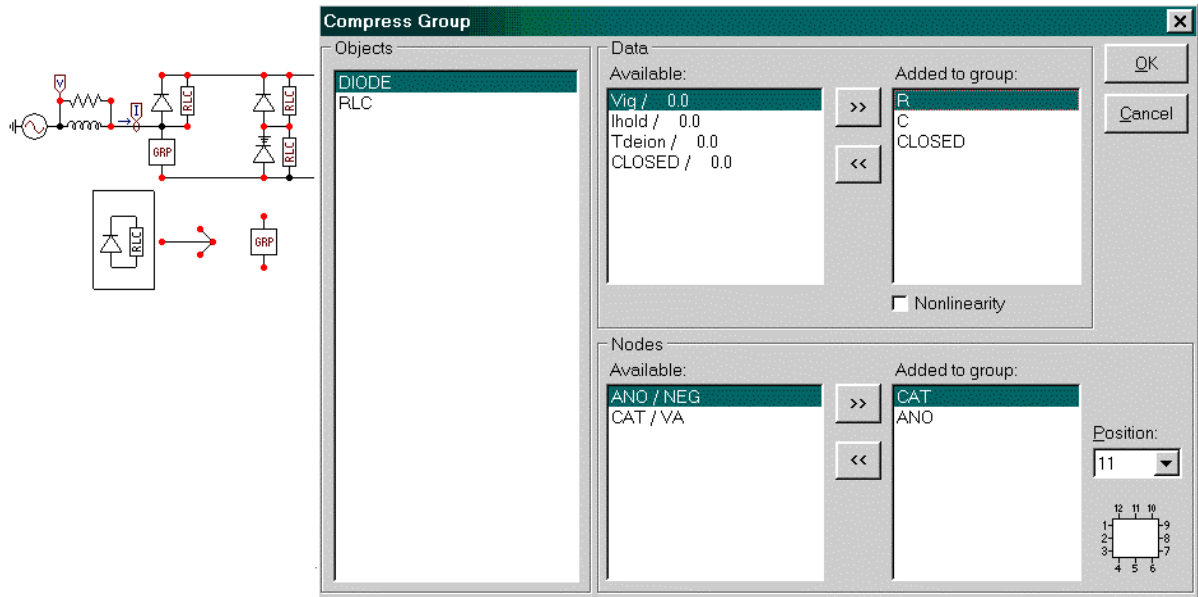 V
I
RLC
RLC
GRP
RLC
RLC
GRP
Compress Group
Objects
DIODE
RLC
Data
Available:
Vig / 0.0
Ihold / 0.0
Tdeion / 0.0
CLOSED / 0.0
>>
<<
Added to group:
R
C
CLOSED
Nonlinearity
OK
Cancel
Nodes
Available:
ANO / NEG
CAT / VA
>>
<<
Added to group:
CAT
ANO
Position:
11
12 11 10
1 9
2 8
3 7
4 5 6